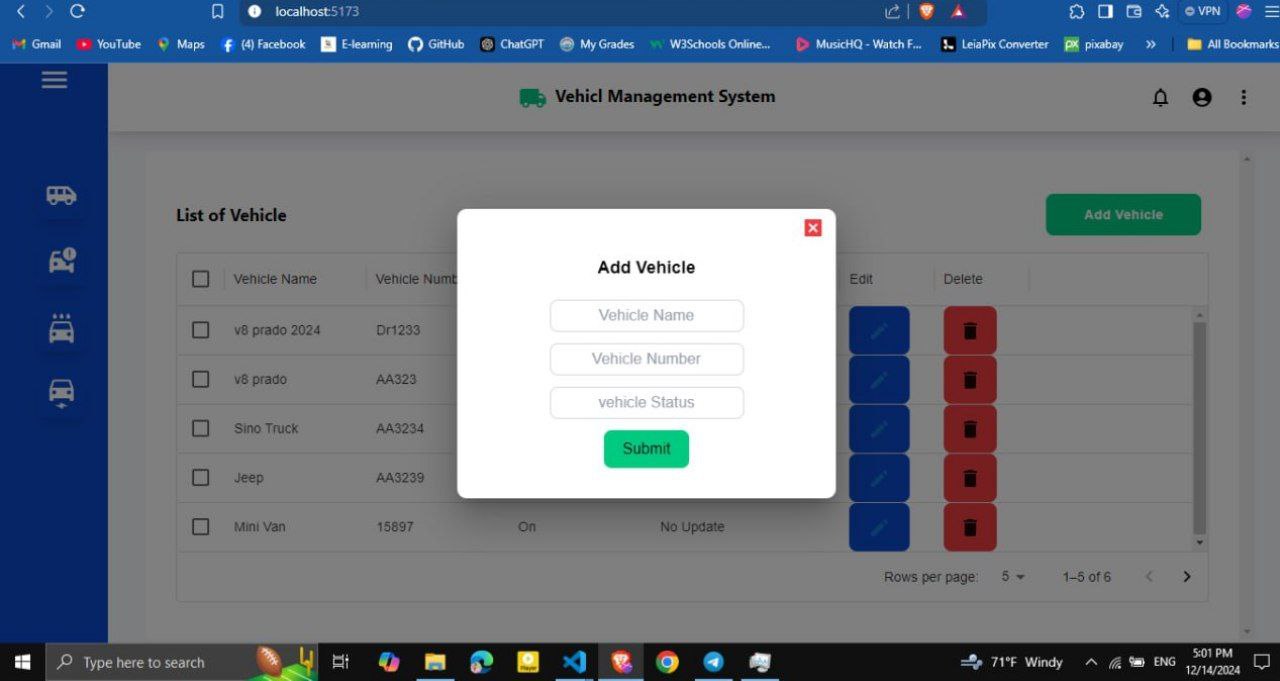 localhost:5173
VPN
Gmail YouTube Maps (4) Facebook E-learning GitHub ChatGPT My Grades W3Schools Online... MusicHQ - Watch F... LeiaPix Converter pixabay » All Bookmarks
Vehicl Management System
List of Vehicle
Add Vehicle
Vehicle Name Vehicle Numb Edit Delete
v8 prado 2024 Dr1233
v8 prado AA323
Sino Truck AA3234
Jeep AA3239
Mini Van 15897 On No Update
Rows per page: 5 1–5 of 6
Add Vehicle
Vehicle Name
Vehicle Number
vehicle Status
Submit
Type here to search
71°F Windy ENG 5:01 PM
12/14/2024